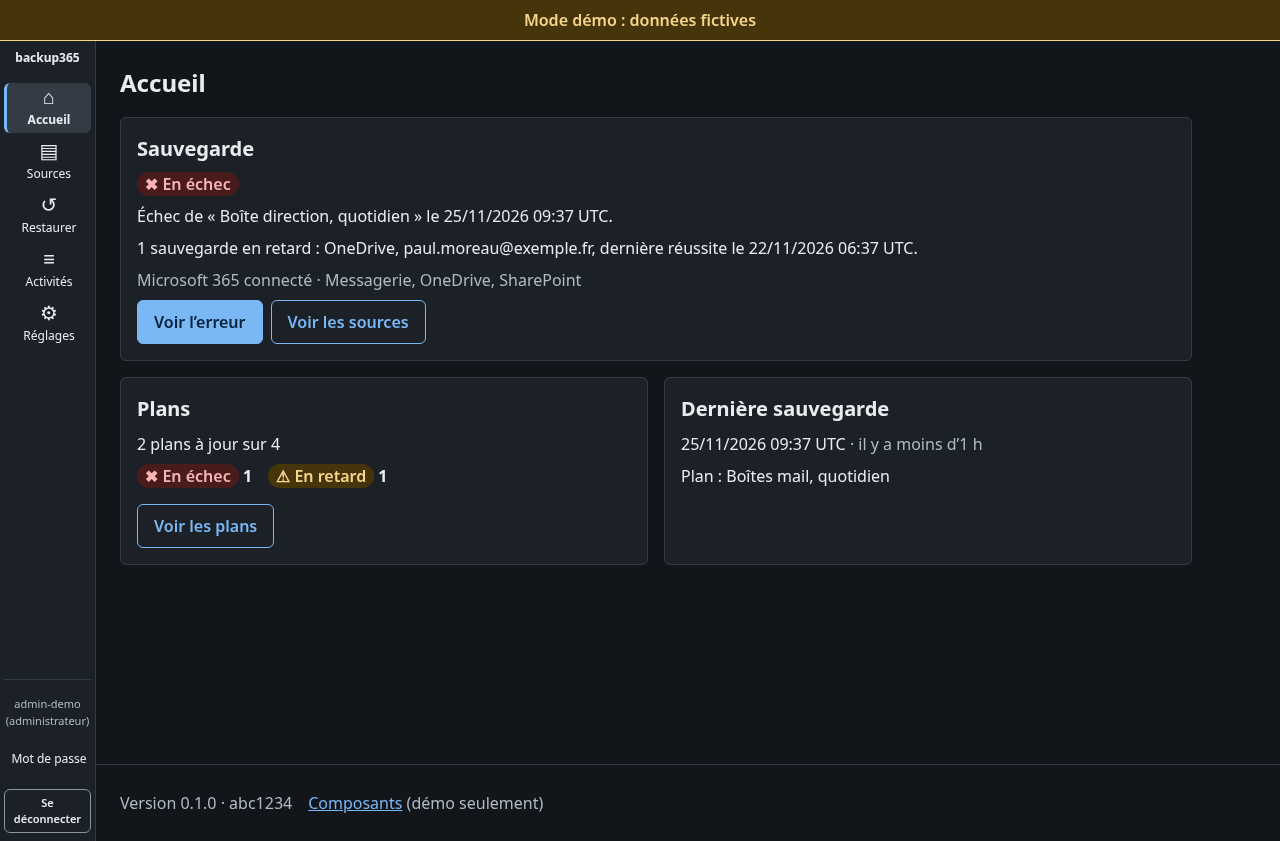 Mode démo : données fictives
backup365
Accueil
Sources
Restaurer
Activités
Réglages
admin-demo
(administrateur)
Mot de passe
Se
déconnecter
Accueil
Sauvegarde
✖ En échec
Échec de « Boîte direction, quotidien » le 25/11/2026 09:37 UTC.
1 sauvegarde en retard : OneDrive, paul.moreau@exemple.fr, dernière réussite le 22/11/2026 06:37 UTC.
Microsoft 365 connecté · Messagerie, OneDrive, SharePoint
Voir l’erreur Voir les sources
Plans
2 plans à jour sur 4
✖ En échec 1 ⚠ En retard 1
Voir les plans
Dernière sauvegarde
25/11/2026 09:37 UTC · il y a moins d’1 h
Plan : Boîtes mail, quotidien
Version 0.1.0 · abc1234 Composants (démo seulement)